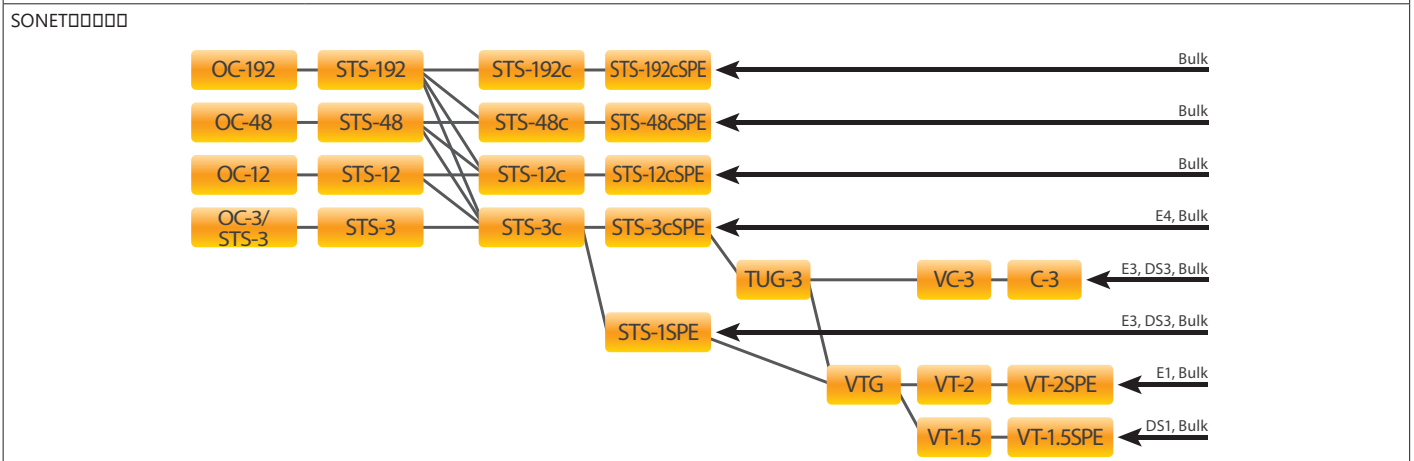 SONET
OC-192 STS-192 STS-192c STS-192cSPE Bulk
OC-48 STS-48 STS-48c STS-48cSPE Bulk
OC-12 STS-12 STS-12c STS-12cSPE Bulk
OC-3/
STS-3 STS-3 STS-3c STS-3cSPE E4, Bulk
TUG-3 VC-3 C-3 E3, DS3, Bulk
STS-1SPE E3, DS3, Bulk
VTG VT-2 VT-2SPE E1, Bulk
VT-1.5 VT-1.5SPE DS1, Bulk